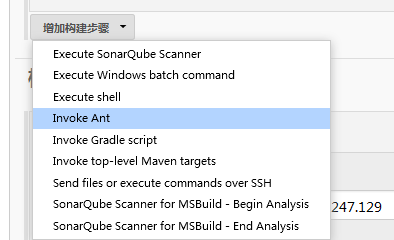 增加构建步骤
Execute SonarQube Scanner
Execute Windows batch command
Execute shell
Invoke Ant
Invoke Gradle script
Invoke top-level Maven targets
Send files or execute commands over SSH
SonarQube Scanner for MSBuild - Begin Analysis
247.129
SonarQube Scanner for MSBuild - End Analysis